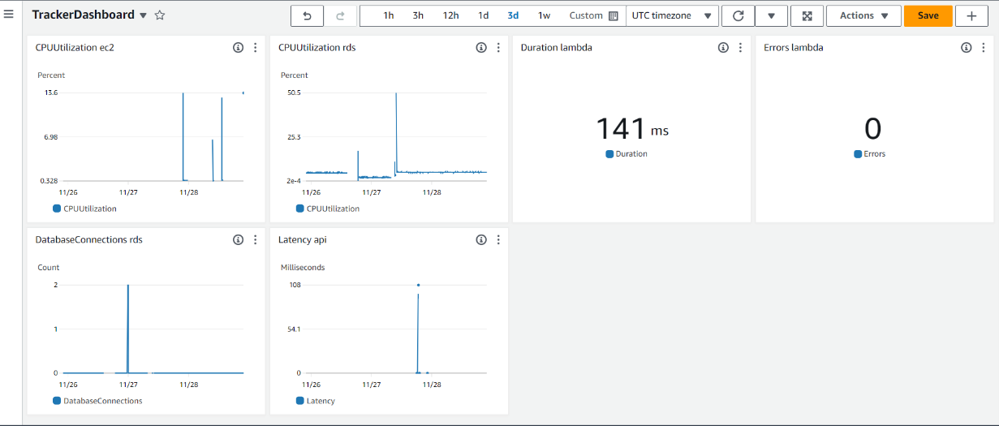 TrackerDashboard
1h 3h 12h 1d 3d 1w Custom UTC timezone Actions Save
CPUUtilization ec2
Percent
13.6
6.98
0.328
11/26 11/27 11/28
CPUUtilization
CPUUtilization rds
Percent
50.5
25.3
2e-4
11/26 11/27 11/28
CPUUtilization
Duration lambda
141 ms
Duration
Errors lambda
0
Errors
DatabaseConnections rds
Count
2
1
0
11/26 11/27 11/28
DatabaseConnections
Latency api
Milliseconds
108
54.1
0
11/26 11/27 11/28
Latency